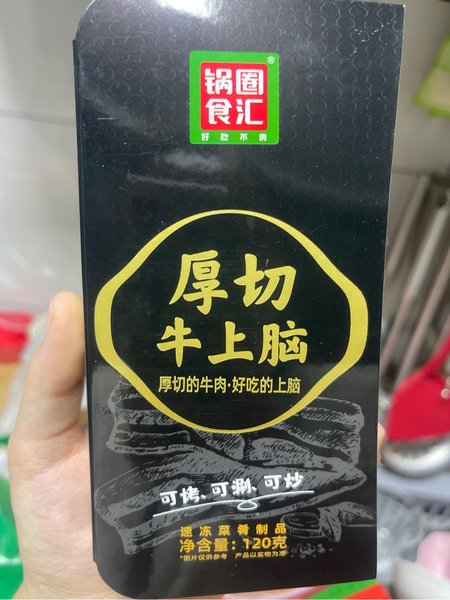 锅圈®
食汇
好吃不贵
厚切
牛上脑
厚切的牛肉·好吃的上脑
可烤、可涮、可炒
速冻菜肴制品
净含量：120克
*图片仅供参考 产品以实物为准